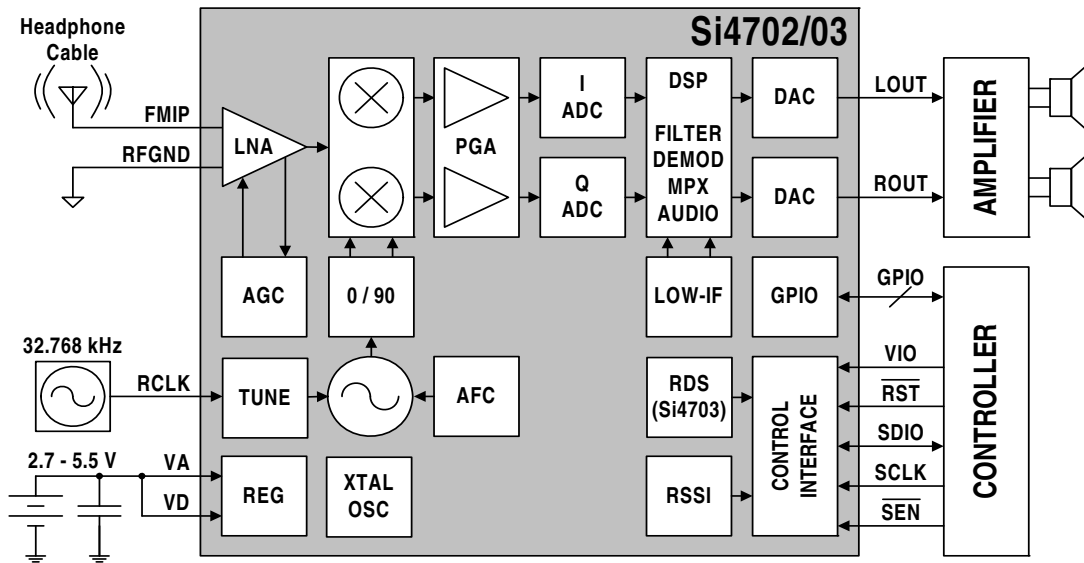 Si4702/03
Headphone
Cable
FMIP
RFGND
LNA
PGA
I
ADC
Q
ADC
DSP
FILTER
DEMOD
MPX
AUDIO
DAC
DAC
LOUT
ROUT
AMPLIFIER
AGC
0 / 90
LOW-IF
GPIO
GPIO
32.768 kHz
RCLK
TUNE
AFC
RDS
(Si4703)
CONTROL
INTERFACE
VIO
RST
SDIO
SCLK
SEN
CONTROLLER
2.7 - 5.5 V
VA
VD
REG
XTAL
OSC
RSSI